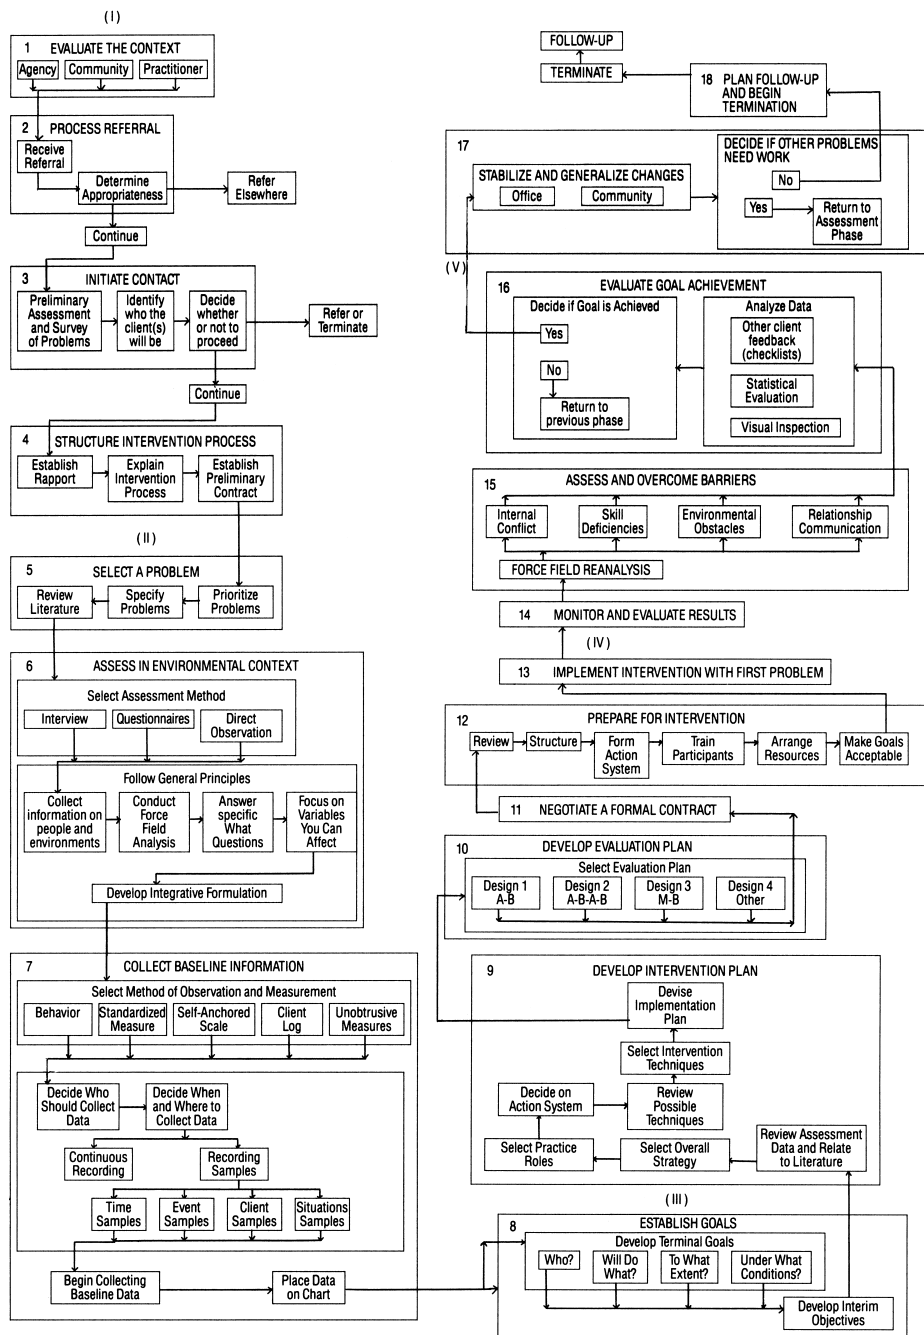 ( I )
1 EVALUATE THE CONTEXT
Agency
Community
Practitioner
2 PROCESS REFERRAL
Receive
Referral
Determine
Appropriateness
Refer
Elsewhere
Continue
3 INITIATE CONTACT
Preliminary
Assessment
and Survey
of Problems
Identify
who the
client(s)
will be
Decide
whether
or not to
proceed
Refer or
Terminate
Continue
4 STRUCTURE INTERVENTION PROCESS
Establish
Rapport
Explain
Intervention
Process
Establish
Preliminary
Contract
( II )
5 SELECT A PROBLEM
Review
Literature
Specify
Problems
Prioritize
Problems
6 ASSESS IN ENVIRONMENTAL CONTEXT
Select Assessment Method
Interview
Questionnaires
Direct
Observation
Follow General Principles
Collect
information on
people and
environments
Conduct
Force
Field
Analysis
Answer
specific
What
Questions
Focus on
Variables
You Can
Affect
Develop Integrative Formulation
7 COLLECT BASELINE INFORMATION
Select Method of Observation and Measurement
Behavior
Standardized
Measure
Self-Anchored
Scale
Client
Log
Unobtrusive
Measures
Decide Who
Should Collect
Data
Decide When
and Where to
Collect Data
Continuous
Recording
Recording
Samples
Time
Samples
Event
Samples
Client
Samples
Situations
Samples
Begin Collecting
Baseline Data
Place Data
on Chart
( III )
8 ESTABLISH GOALS
Develop Terminal Goals
Who?
Will Do
What?
To What
Extent?
Under What
Conditions?
Develop Interim
Objectives
9 DEVELOP INTERVENTION PLAN
Devise
Implementation
Plan
Select Intervention
Techniques
Decide on
Action System
Review
Possible
Techniques
Select Practice
Roles
Select Overall
Strategy
Review Assessment
Data and Relate
to Literature
10 DEVELOP EVALUATION PLAN
Select Evaluation Plan
Design 1
A-B
Design 2
A-B-A-B
Design 3
M-B
Design 4
Other
11 NEGOTIATE A FORMAL CONTRACT
12 PREPARE FOR INTERVENTION
Review
Structure
Form
Action
System
Train
Participants
Arrange
Resources
Make Goals
Acceptable
13 IMPLEMENT INTERVENTION WITH FIRST PROBLEM
( IV )
14 MONITOR AND EVALUATE RESULTS
15 ASSESS AND OVERCOME BARRIERS
Internal
Conflict
Skill
Deficiencies
Environmental
Obstacles
Relationship
Communication
FORCE FIELD REANALYSIS
16 EVALUATE GOAL ACHIEVEMENT
Decide if Goal is Achieved
Yes
No
Return to
previous phase
Analyze Data
Other client
feedback
(checklists)
Statistical
Evaluation
Visual Inspection
( V )
17
STABILIZE AND GENERALIZE CHANGES
Office
Community
DECIDE IF OTHER PROBLEMS
NEED WORK
No
Yes
Return to
Assessment
Phase
18 PLAN FOLLOW-UP
AND BEGIN
TERMINATION
TERMINATE
FOLLOW-UP